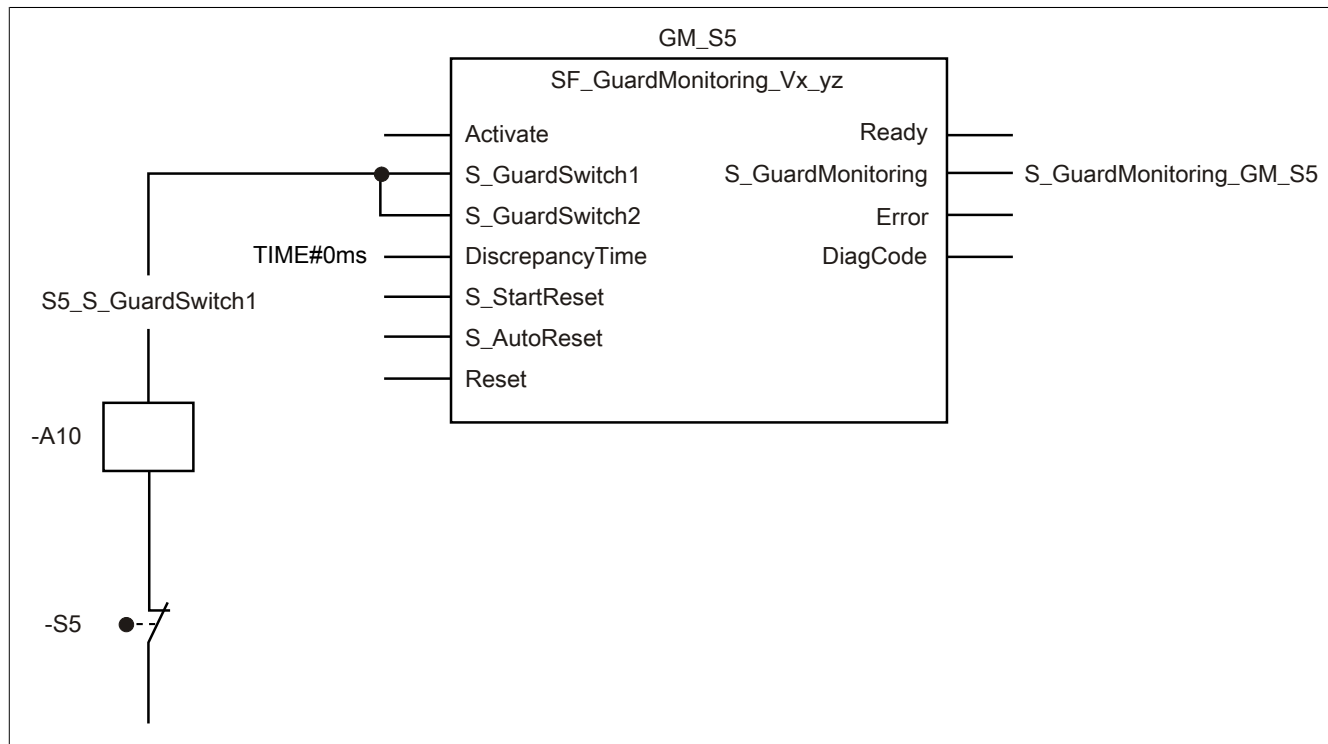 GM_S5
SF_GuardMonitoring_Vx_yz
Activate
Ready
S_GuardSwitch1
S_GuardMonitoring
S_GuardMonitoring_GM_S5
S_GuardSwitch2
Error
TIME#0ms
DiscrepancyTime
DiagCode
S5_S_GuardSwitch1
S_StartReset
S_AutoReset
Reset
-A10
-S5